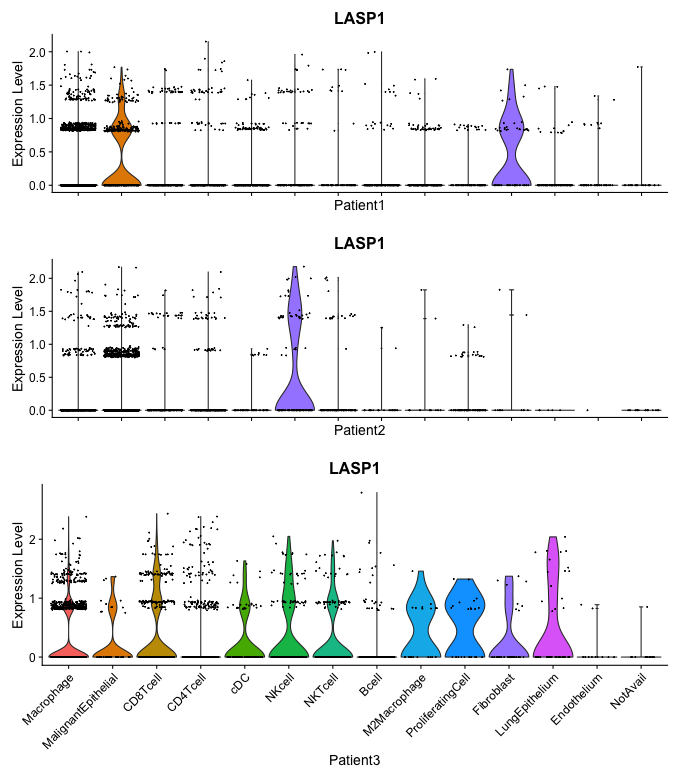 LASP1
Expression Level
2.0
1.5
1.0
0.5
0.0
Patient1
LASP1
Expression Level
2.0
1.5
1.0
0.5
0.0
Patient2
LASP1
Expression Level
2
1
0
Macrophage
MalignantEpithelial
CD8Tcell
CD4Tcell
cDC
NKcell
NKTcell
Bcell
M2Macrophage
ProliferatingCell
Fibroblast
LungEpithelium
Endothelium
NotAvail
Patient3